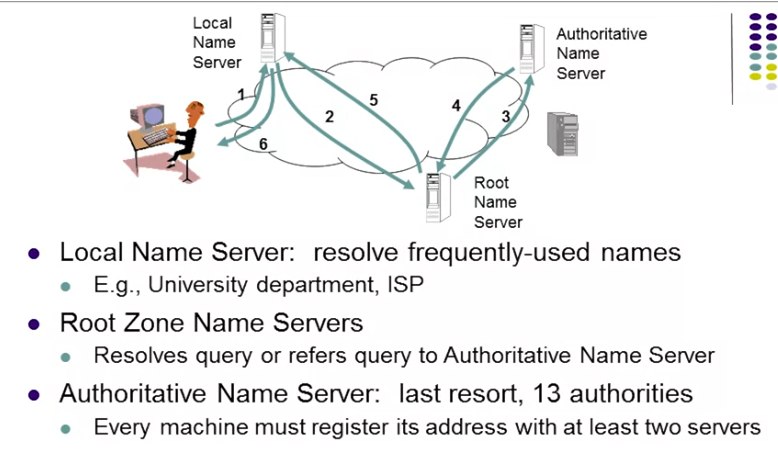 Local
Name
Server
Authoritative
Name
Server
1
2
5
4
3
6
Root
Name
Server
Local Name Server: resolve frequently-used names
E.g., University department, ISP
Root Zone Name Servers
Resolves query or refers query to Authoritative Name Server
Authoritative Name Server: last resort, 13 authorities
Every machine must register its address with at least two servers